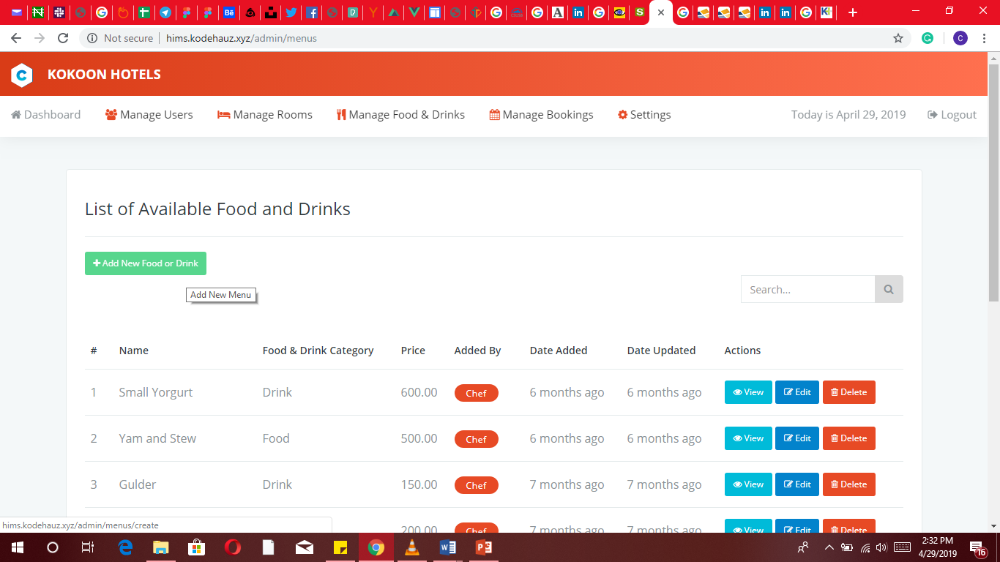 Not secure | hims.kodehauz.xyz/admin/menus
KOKOON HOTELS
Dashboard Manage Users Manage Rooms Manage Food & Drinks Manage Bookings Settings Today is April 29, 2019 Logout
List of Available Food and Drinks
Add New Food or Drink
Add New Menu
Search...
# Name Food & Drink Category Price Added By Date Added Date Updated Actions
1 Small Yorgurt Drink 600.00 Chef 6 months ago 6 months ago View Edit Delete
2 Yam and Stew Food 500.00 Chef 6 months ago 6 months ago View Edit Delete
3 Gulder Drink 150.00 Chef 7 months ago 7 months ago View Edit Delete
200.00 Chef 7 months ago 7 months ago View Edit Delete
hims.kodehauz.xyz/admin/menus/create
2:32 PM
4/29/2019
16